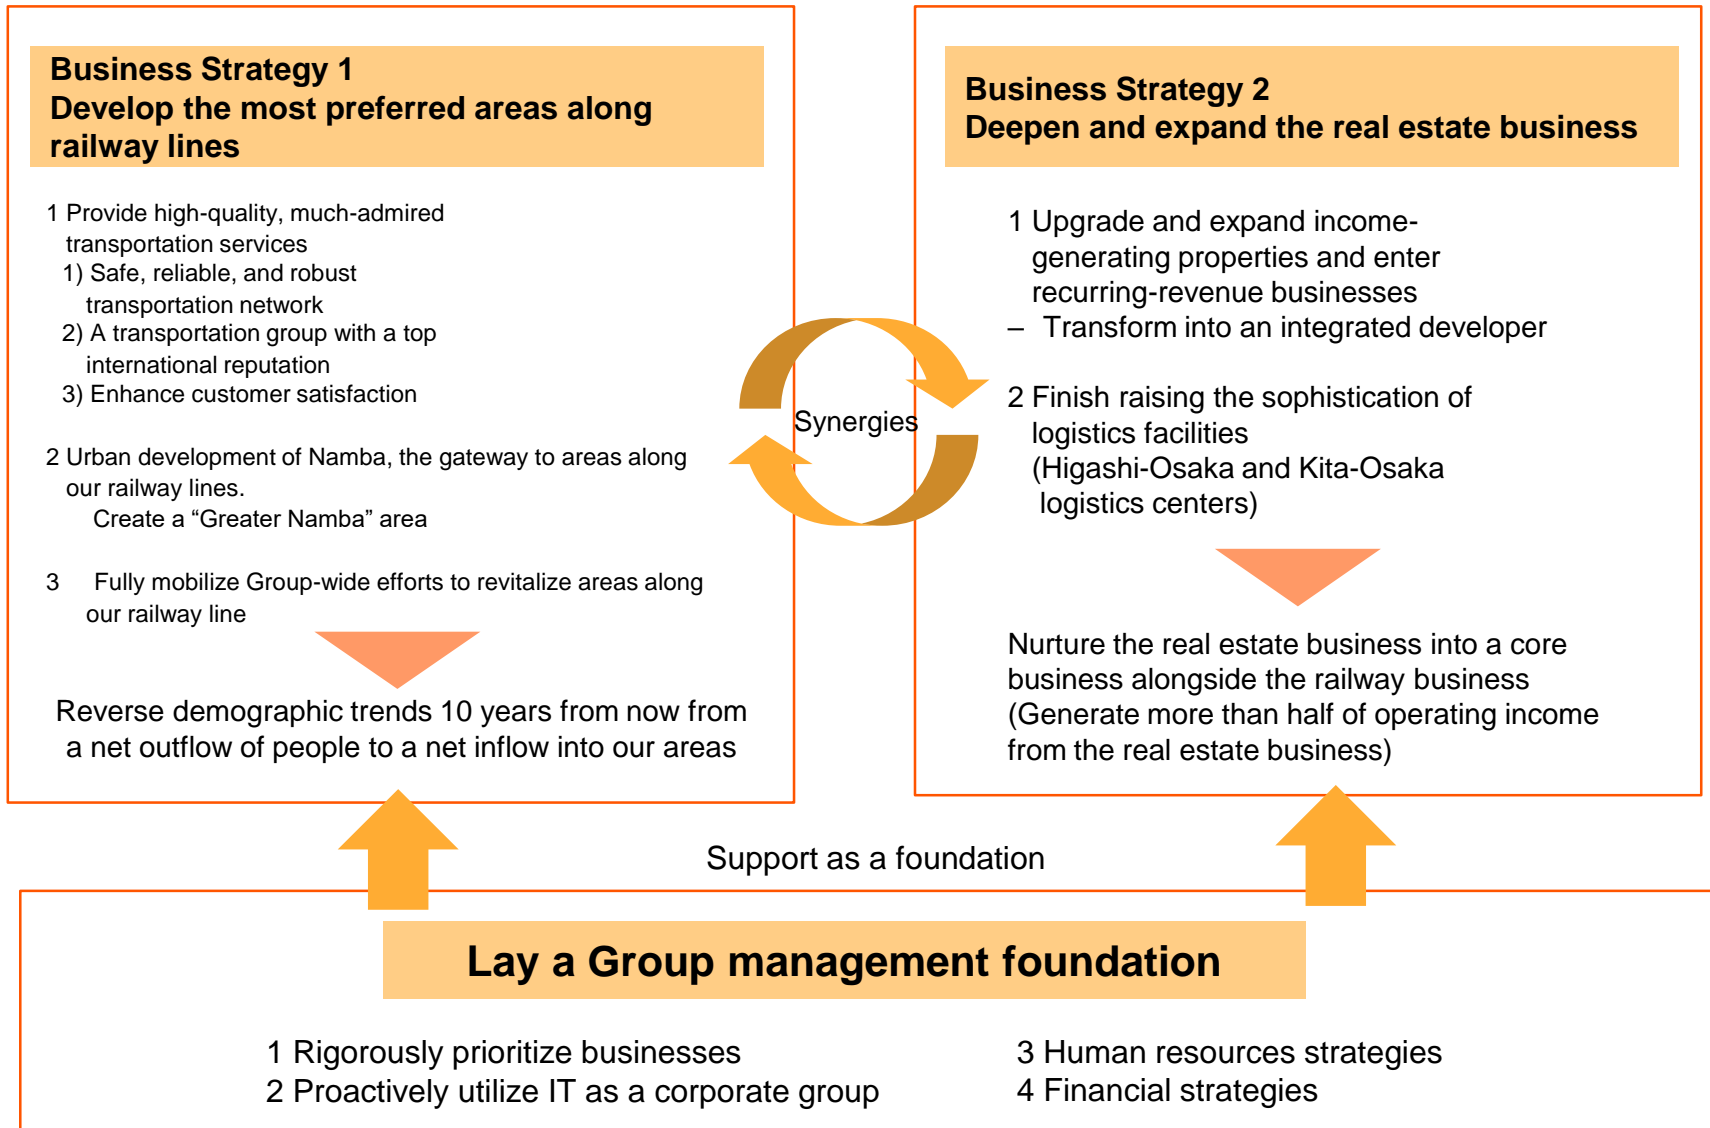 Business Strategy 1
Develop the most preferred areas along
railway lines
1 Provide high-quality, much-admired
transportation services
1) Safe, reliable, and robust
transportation network
2) A transportation group with a top
international reputation
3) Enhance customer satisfaction
2 Urban development of Namba, the gateway to areas along
our railway lines.
Create a “Greater Namba” area
3 Fully mobilize Group-wide efforts to revitalize areas along
our railway line
Reverse demographic trends 10 years from now from
a net outflow of people to a net inflow into our areas
Synergies
Business Strategy 2
Deepen and expand the real estate business
1 Upgrade and expand income-
generating properties and enter
recurring-revenue businesses
– Transform into an integrated developer
2 Finish raising the sophistication of
logistics facilities
(Higashi-Osaka and Kita-Osaka
logistics centers)
Nurture the real estate business into a core
business alongside the railway business
(Generate more than half of operating income
from the real estate business)
Support as a foundation
Lay a Group management foundation
1 Rigorously prioritize businesses
2 Proactively utilize IT as a corporate group
3 Human resources strategies
4 Financial strategies